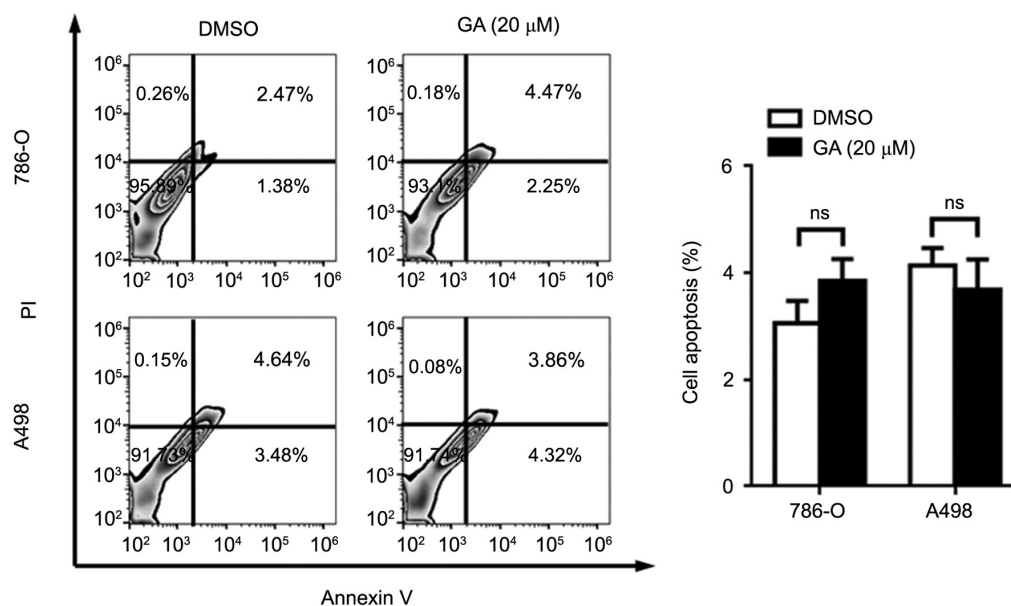 DMSO
GA (20 μM)
786-O
10⁶
10⁵
10⁴
10³
10²
0.26%
2.47%
95.89%
1.38%
10² 10³ 10⁴ 10⁵ 10⁶
10⁶
10⁵
10⁴
10³
10²
0.18%
4.47%
93.1%
2.25%
10² 10³ 10⁴ 10⁵ 10⁶
PI
A498
10⁶
10⁵
10⁴
10³
10²
0.15%
4.64%
91.73%
3.48%
10² 10³ 10⁴ 10⁵ 10⁶
10⁶
10⁵
10⁴
10³
10²
0.08%
3.86%
91.74%
4.32%
10² 10³ 10⁴ 10⁵ 10⁶
Annexin V
DMSO
GA (20 μM)
Cell apoptosis (%)
6
4
2
0
ns
ns
786-O
A498